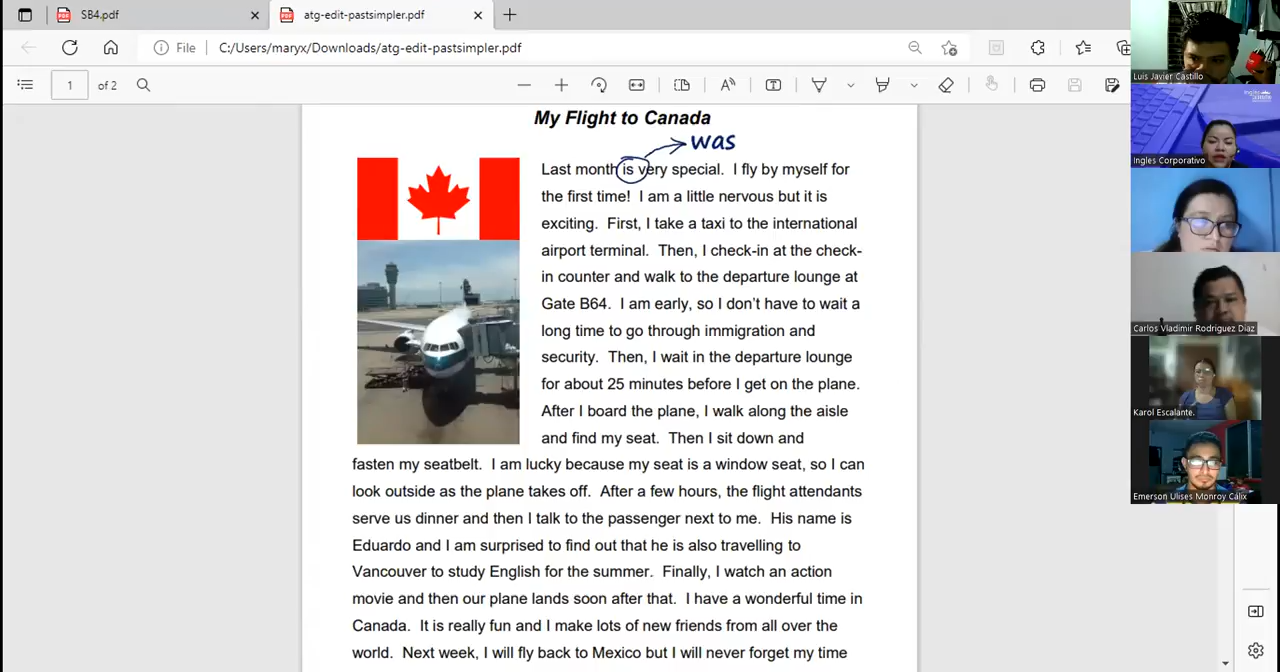 SB4.pdf
atg-edit-pastsimpler.pdf
File
C:/Users/maryx/Downloads/atg-edit-pastsimpler.pdf
1
of 2
My Flight to Canada
was
Last month is very special. I fly by myself for
the first time! I am a little nervous but it is
exciting. First, I take a taxi to the international
airport terminal. Then, I check-in at the check-
in counter and walk to the departure lounge at
Gate B64. I am early, so I don't have to wait a
long time to go through immigration and
security. Then, I wait in the departure lounge
for about 25 minutes before I get on the plane.
After I board the plane, I walk along the aisle
and find my seat. Then I sit down and
fasten my seatbelt. I am lucky because my seat is a window seat, so I can
look outside as the plane takes off. After a few hours, the flight attendants
serve us dinner and then I talk to the passenger next to me. His name is
Eduardo and I am surprised to find out that he is also travelling to
Vancouver to study English for the summer. Finally, I watch an action
movie and then our plane lands soon after that. I have a wonderful time in
Canada. It is really fun and I make lots of new friends from all over the
world. Next week, I will fly back to Mexico but I will never forget my time
Luis Javier Castillo
Ingles Corporativo
Carlos Vladimir Rodriguez Diaz
Karol Escalante.
Emerson Ulises Monroy Cálix